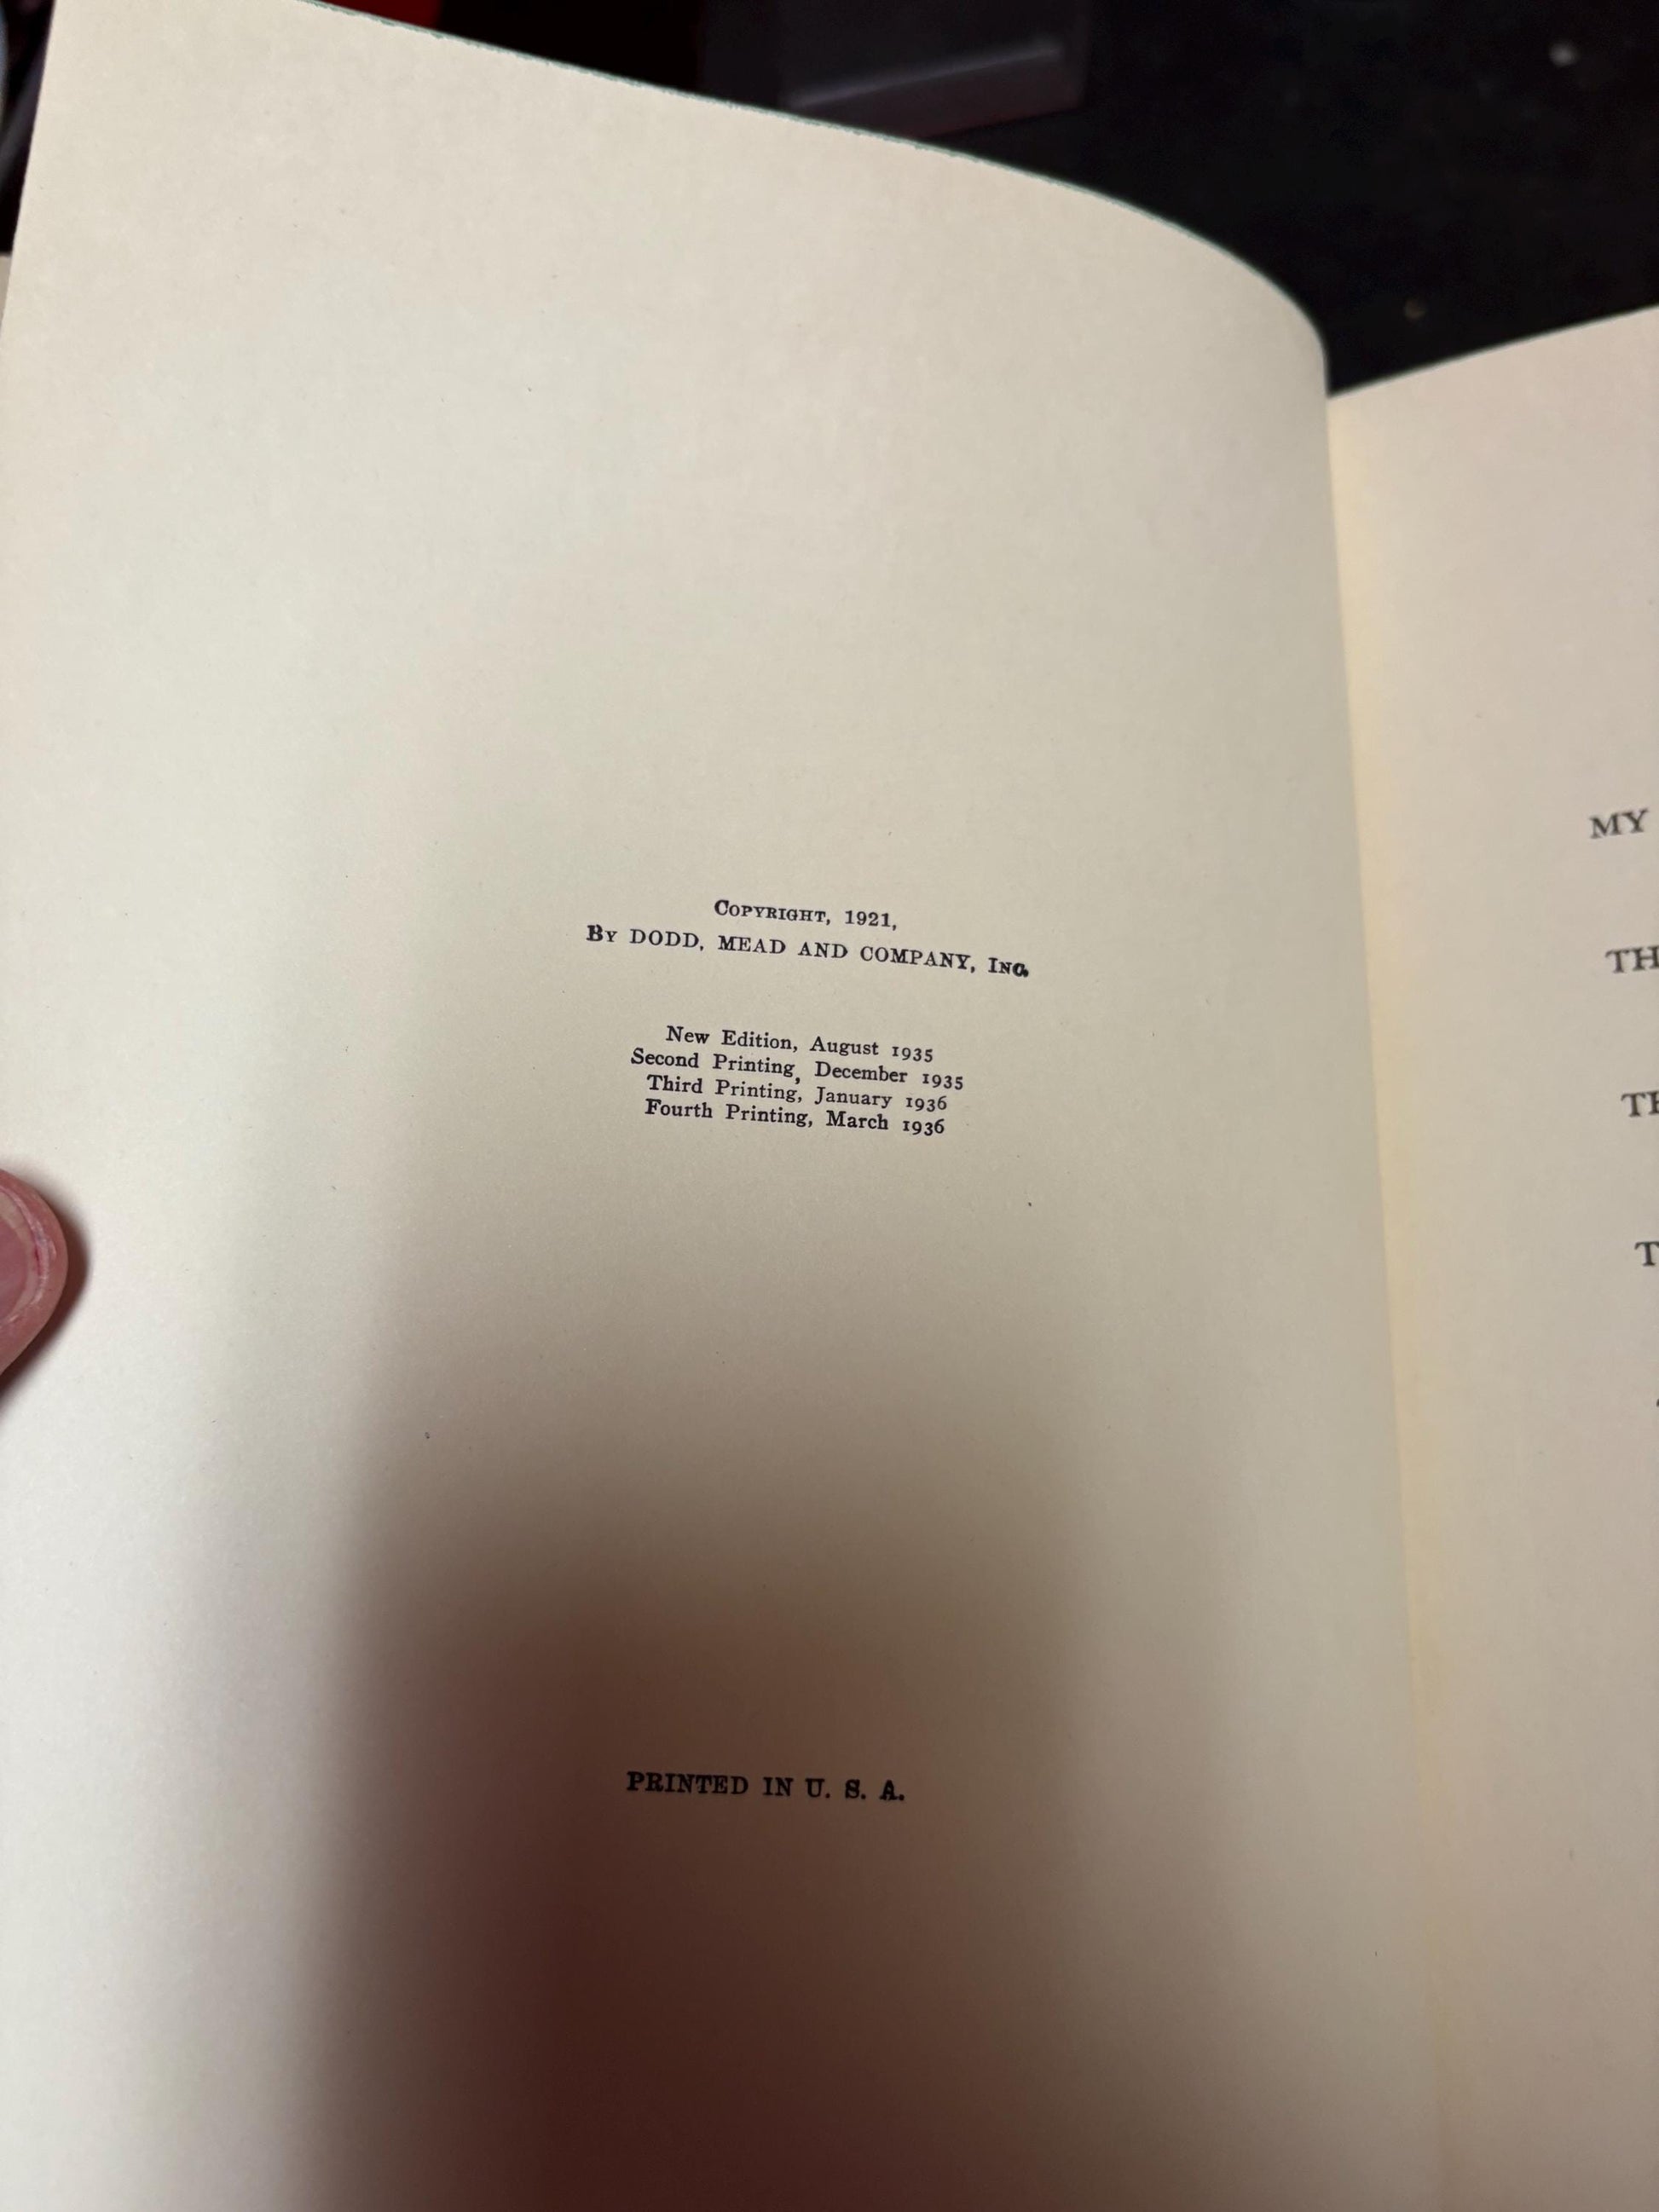 Copyright, 1921,
By DODD, MEAD AND COMPANY, Inc.
New Edition, August 1935
Second Printing, December 1935
Third Printing, January 1936
Fourth Printing, March 1936
PRINTED IN U. S. A.
MY